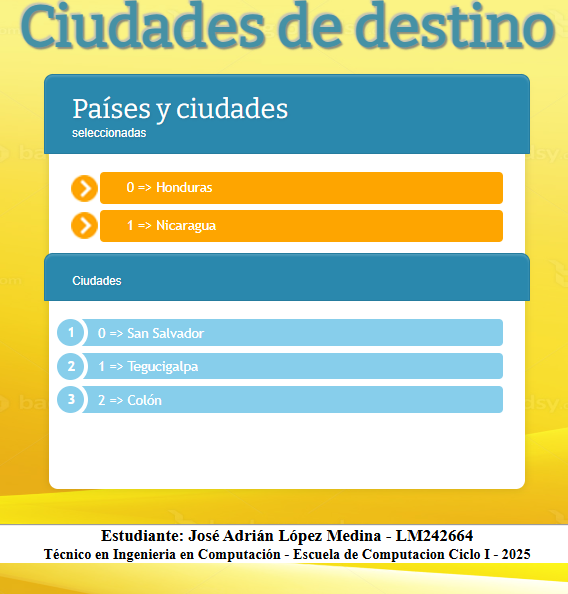 Ciudades de destino
Países y ciudades
seleccionadas
0 => Honduras
1 => Nicaragua
Ciudades
1 0 => San Salvador
2 1 => Tegucigalpa
3 2 => Colón
Estudiante: José Adrián López Medina - LM242664
Técnico en Ingenieria en Computación - Escuela de Computacion Ciclo I - 2025